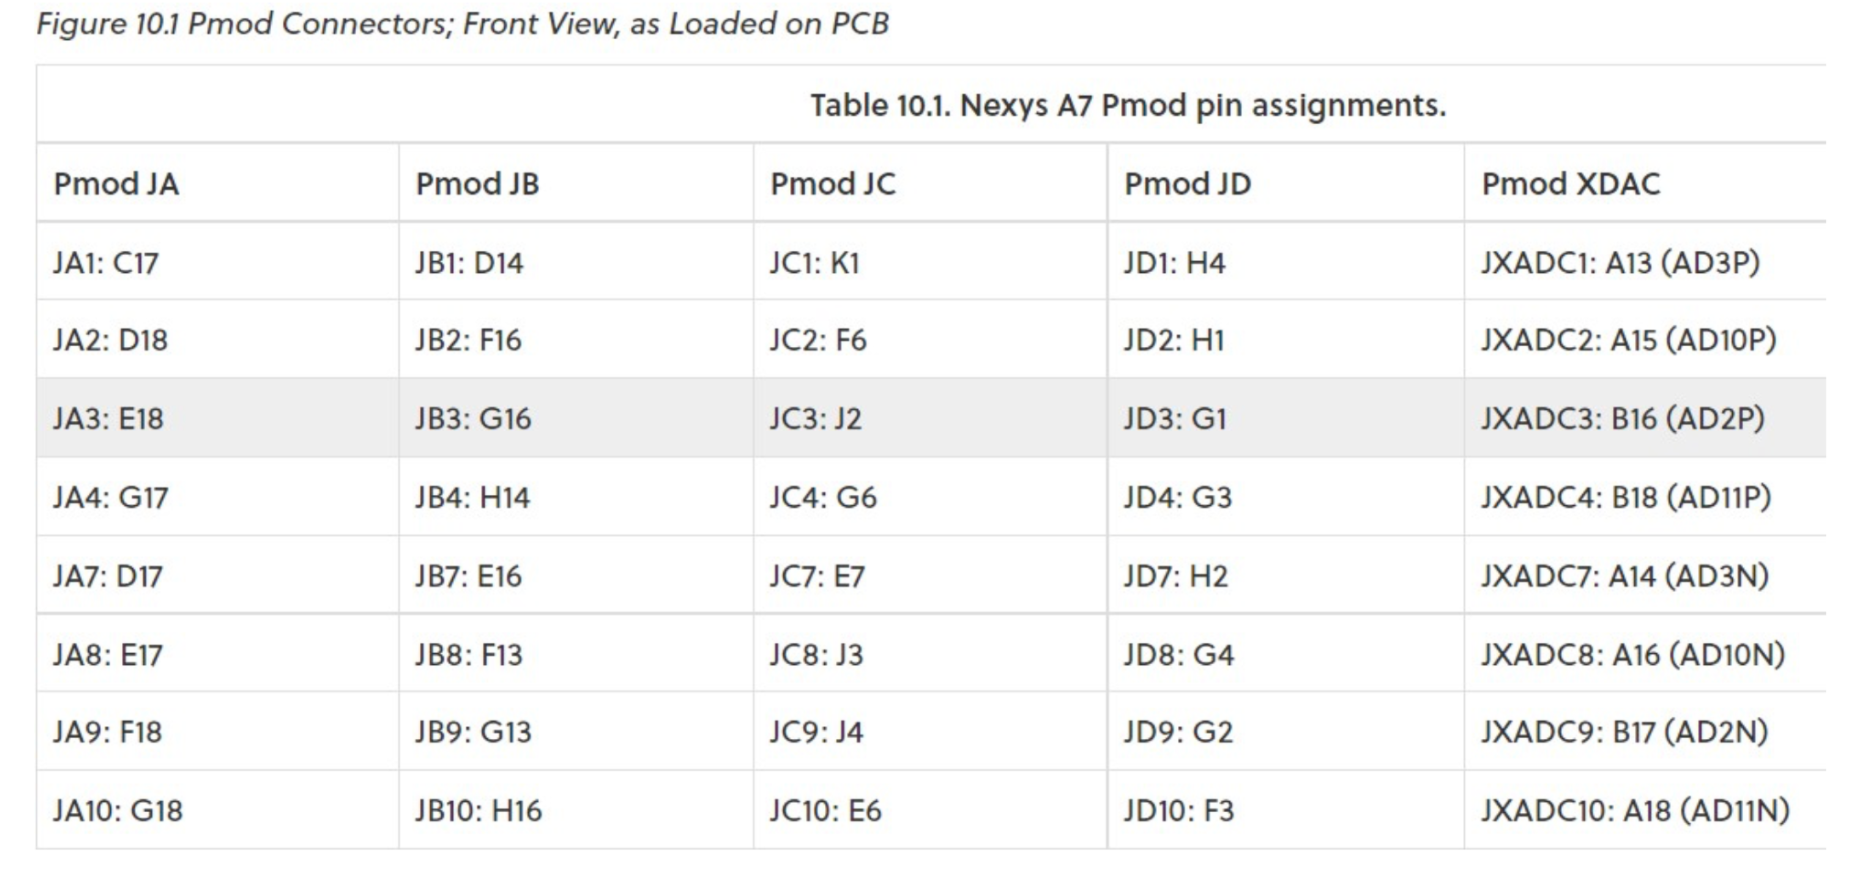 Figure 10.1 Pmod Connectors; Front View, as Loaded on PCB
Table 10.1. Nexys A7 Pmod pin assignments.
Pmod JA Pmod JB Pmod JC Pmod JD Pmod XDAC
JA1: C17 JB1: D14 JC1: K1 JD1: H4 JXADC1: A13 (AD3P)
JA2: D18 JB2: F16 JC2: F6 JD2: H1 JXADC2: A15 (AD10P)
JA3: E18 JB3: G16 JC3: J2 JD3: G1 JXADC3: B16 (AD2P)
JA4: G17 JB4: H14 JC4: G6 JD4: G3 JXADC4: B18 (AD11P)
JA7: D17 JB7: E16 JC7: E7 JD7: H2 JXADC7: A14 (AD3N)
JA8: E17 JB8: F13 JC8: J3 JD8: G4 JXADC8: A16 (AD10N)
JA9: F18 JB9: G13 JC9: J4 JD9: G2 JXADC9: B17 (AD2N)
JA10: G18 JB10: H16 JC10: E6 JD10: F3 JXADC10: A18 (AD11N)